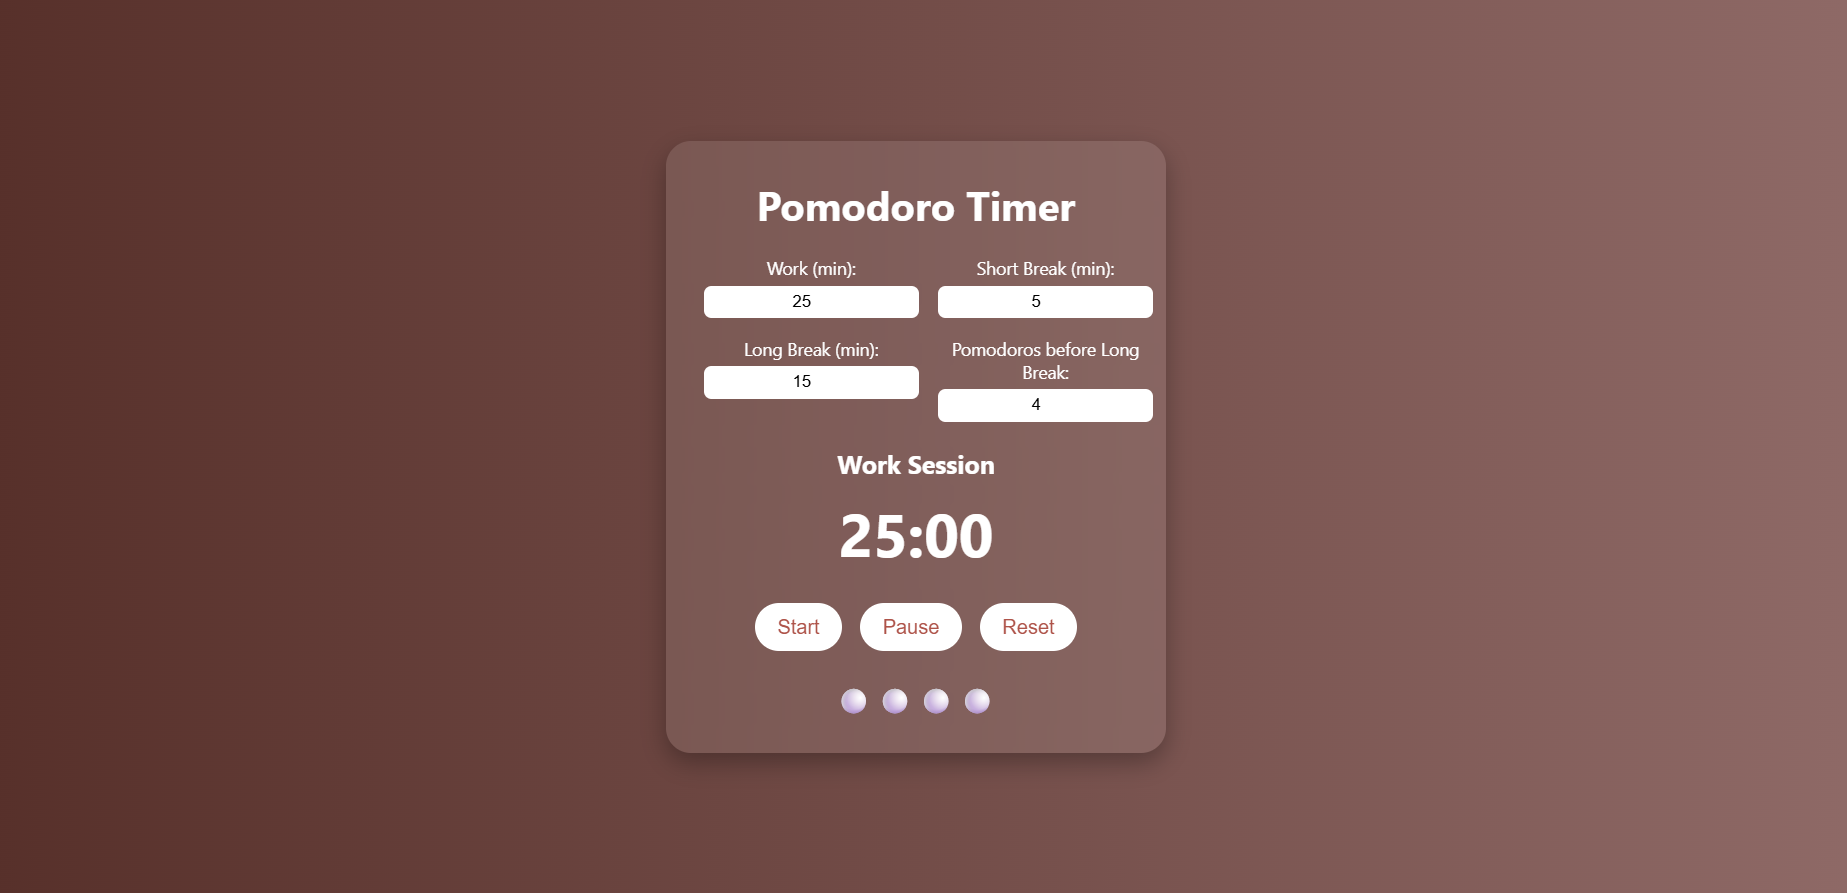 Pomodoro Timer
Work (min):
25
Short Break (min):
5
Long Break (min):
15
Pomodoros before Long
Break:
4
Work Session
25:00
Start
Pause
Reset